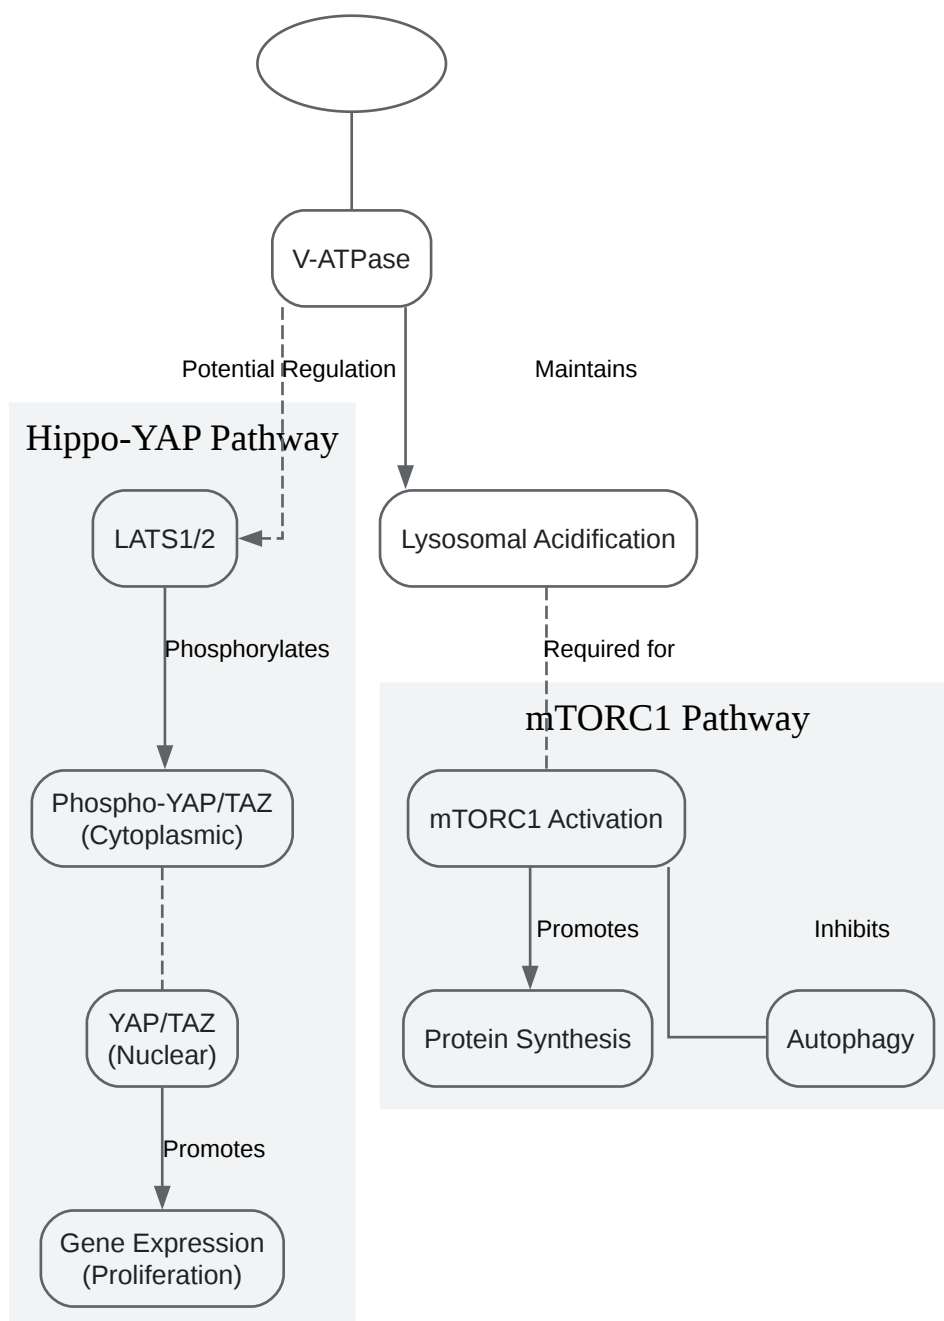 V-ATPase
Potential Regulation
Maintains
Hippo-YAP Pathway
LATS1/2
Lysosomal Acidification
Phosphorylates
Required for
mTORC1 Pathway
Phospho-YAP/TAZ
(Cytoplasmic)
mTORC1 Activation
Promotes
Inhibits
YAP/TAZ
(Nuclear)
Protein Synthesis
Autophagy
Promotes
Gene Expression
(Proliferation)